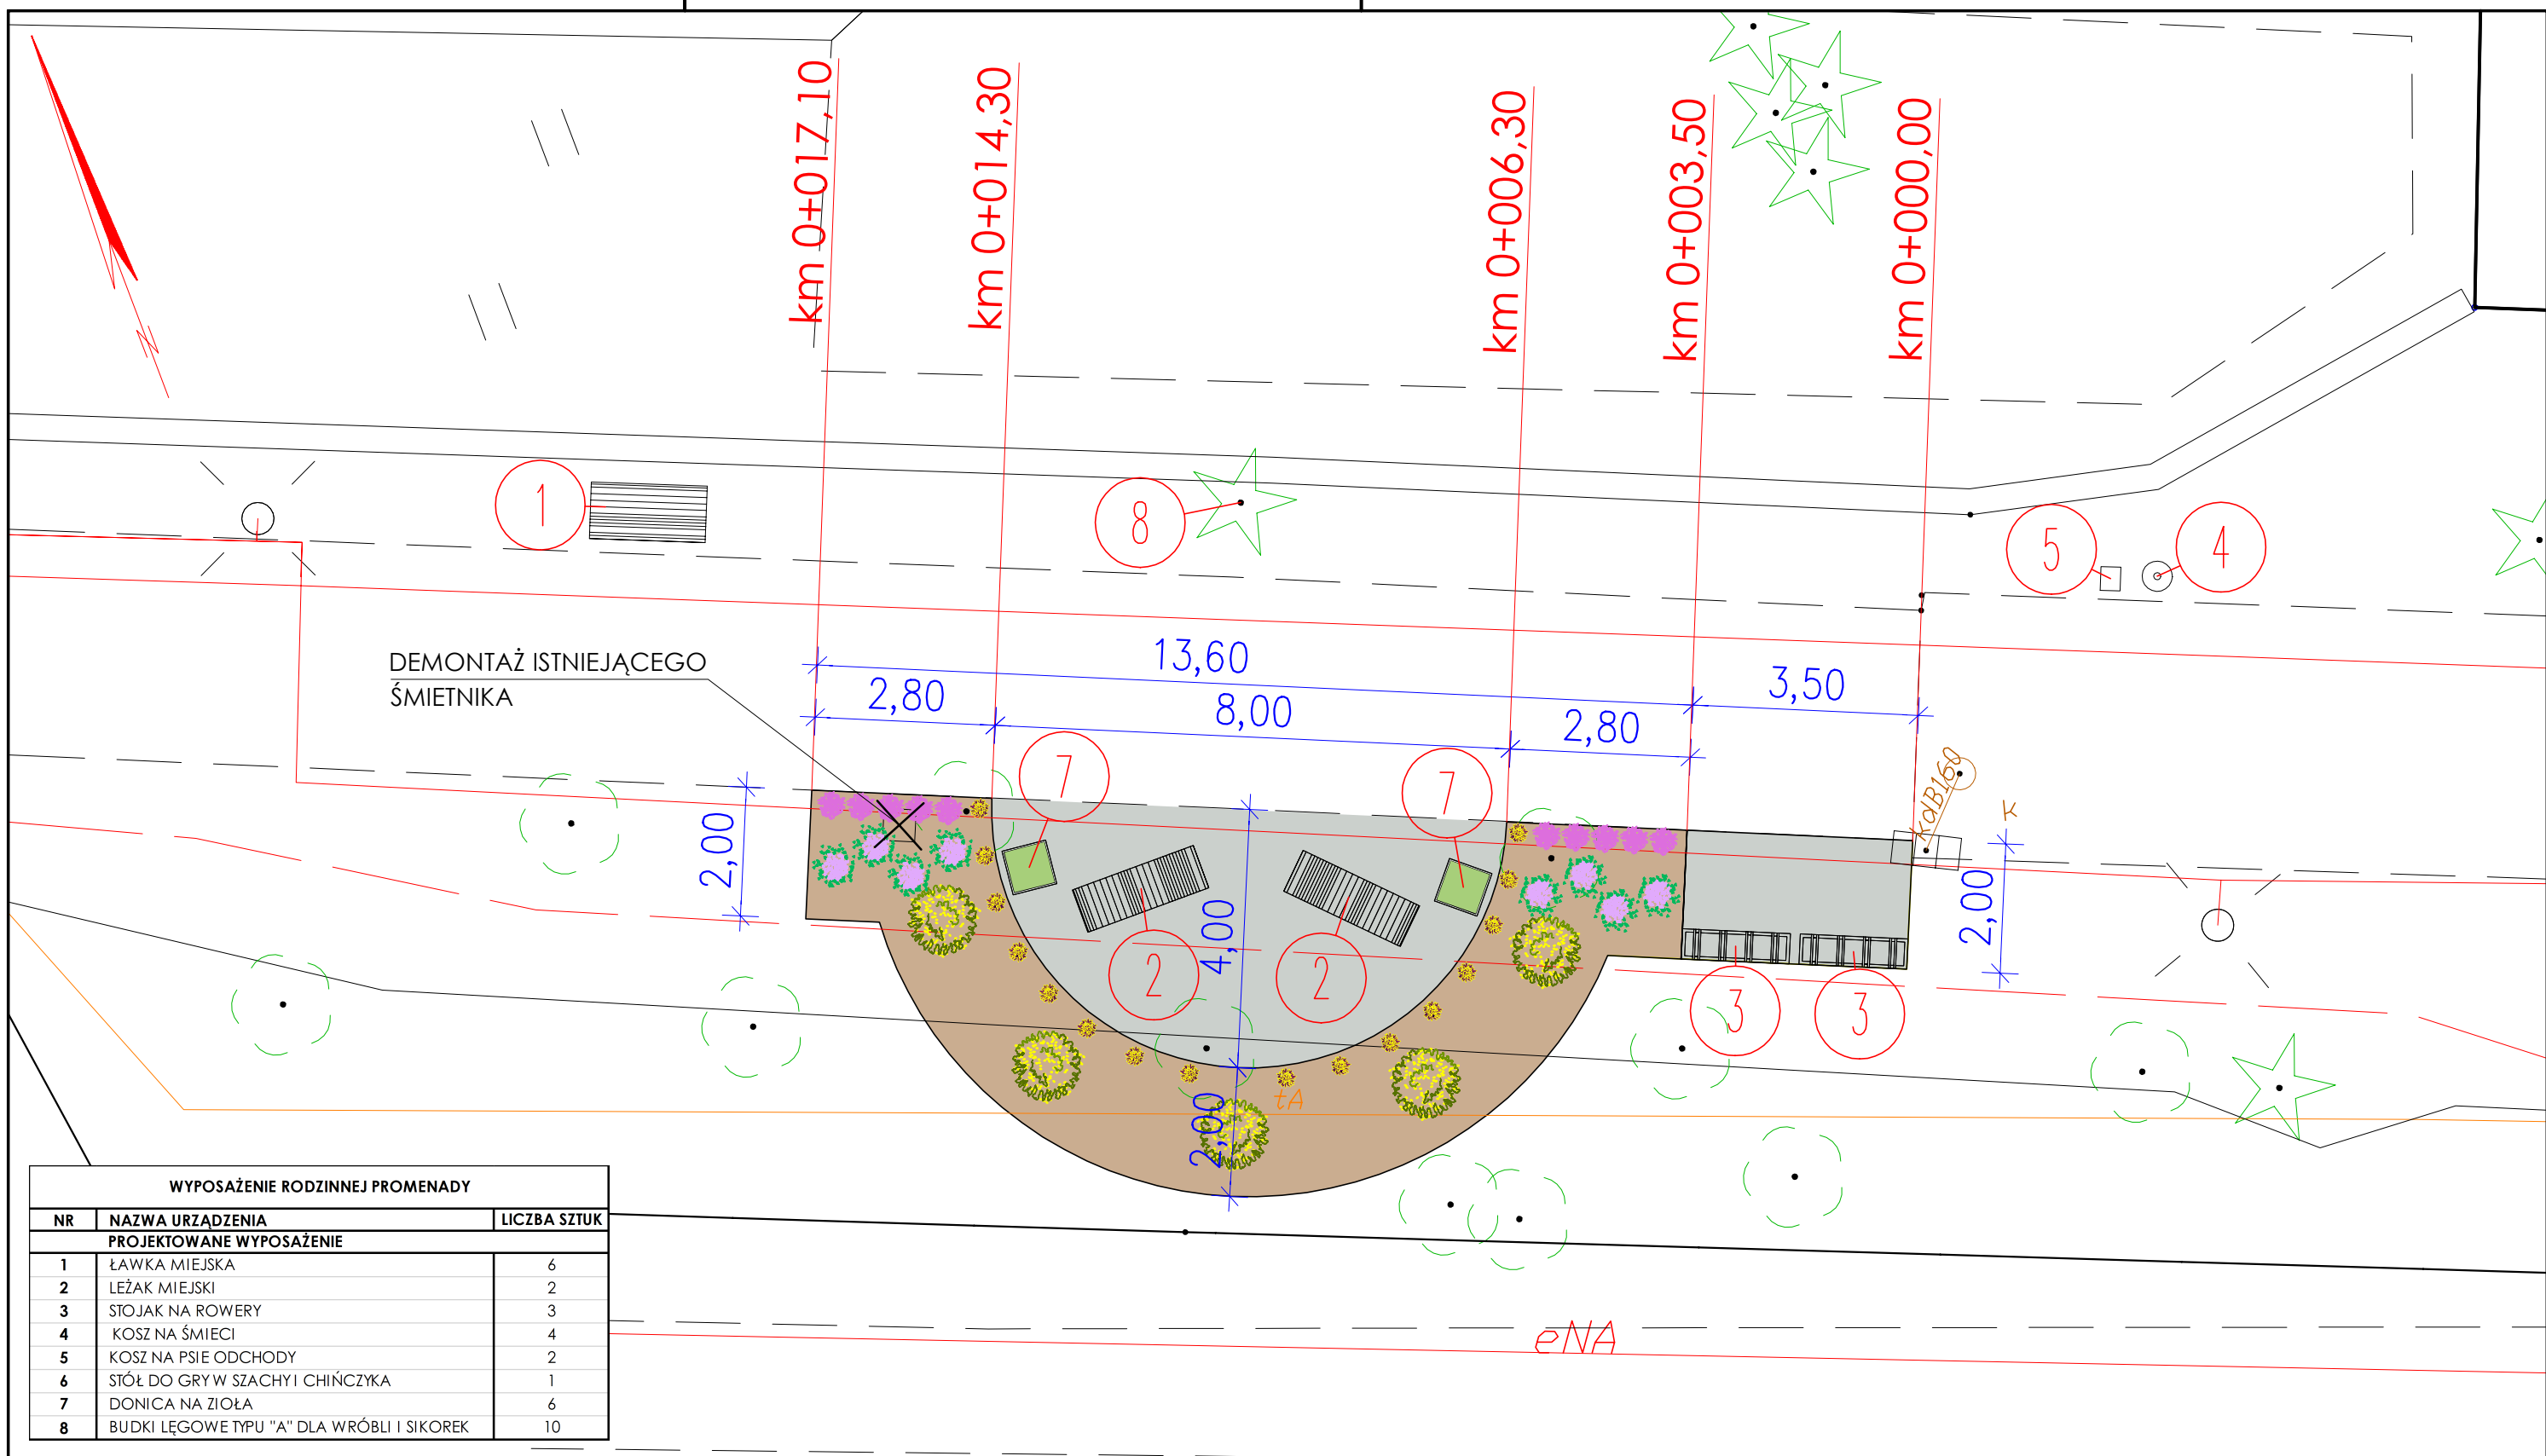 km 0+017,10
km 0+014,30
km 0+006,30
km 0+003,50
km 0+000,00
1
8
5
4
DEMONTAŻ ISTNIEJĄCEGO
ŚMIETNIKA
13,60
3,50
2,80
8,00
2,80
7
7
kdB160
K
2,00
4,00
2,00
2
2
3
3
tA
2,00
eNA
WYPOSAŻENIE RODZINNEJ PROMENADY
NR NAZWA URZĄDZENIA LICZBA SZTUK
PROJEKTOWANE WYPOSAŻENIE
1 ŁAWKA MIEJSKA 6
2 LEŻAK MIEJSKI 2
3 STOJAK NA ROWERY 3
4 KOSZ NA ŚMIECI 4
5 KOSZ NA PSIE ODCHODY 2
6 STÓŁ DO GRY W SZACHY I CHIŃCZYKA 1
7 DONICA NA ZIOŁA 6
8 BUDKI LĘGOWE TYPU "A" DLA WRÓBLI I SIKOREK 10